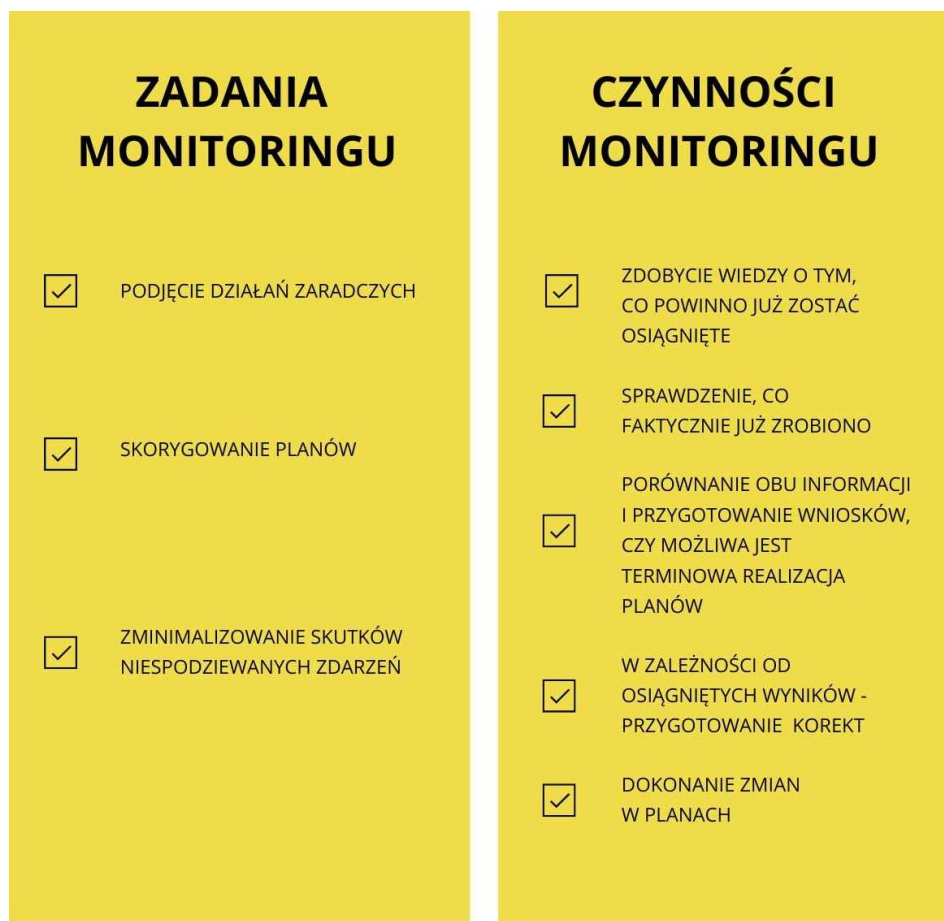 ZADANIA
MONITORINGU
PODJĘCIE DZIAŁAŃ ZARADCZYCH
SKORYGOWANIE PLANÓW
ZMINIMALIZOWANIE SKUTKÓW
NIESPODZIEWANYCH ZDARZEŃ
CZYNNOŚCI
MONITORINGU
ZDOBYCIE WIEDZY O TYM,
CO POWINNO JUŻ ZOSTAĆ
OSIĄGNIĘTE
SPRAWDZENIE, CO
FAKTYCZNIE JUŻ ZROBIONO
PORÓWNANIE OBU INFORMACJI
I PRZYGOTOWANIE WNIOSKÓW,
CZY MOŻLIWA JEST
TERMINOWA REALIZACJA
PLANÓW
W ZALEŻNOŚCI OD
OSIĄGNIĘTYCH WYNIKÓW -
PRZYGOTOWANIE KOREKT
DOKONANIE ZMIAN
W PLANACH